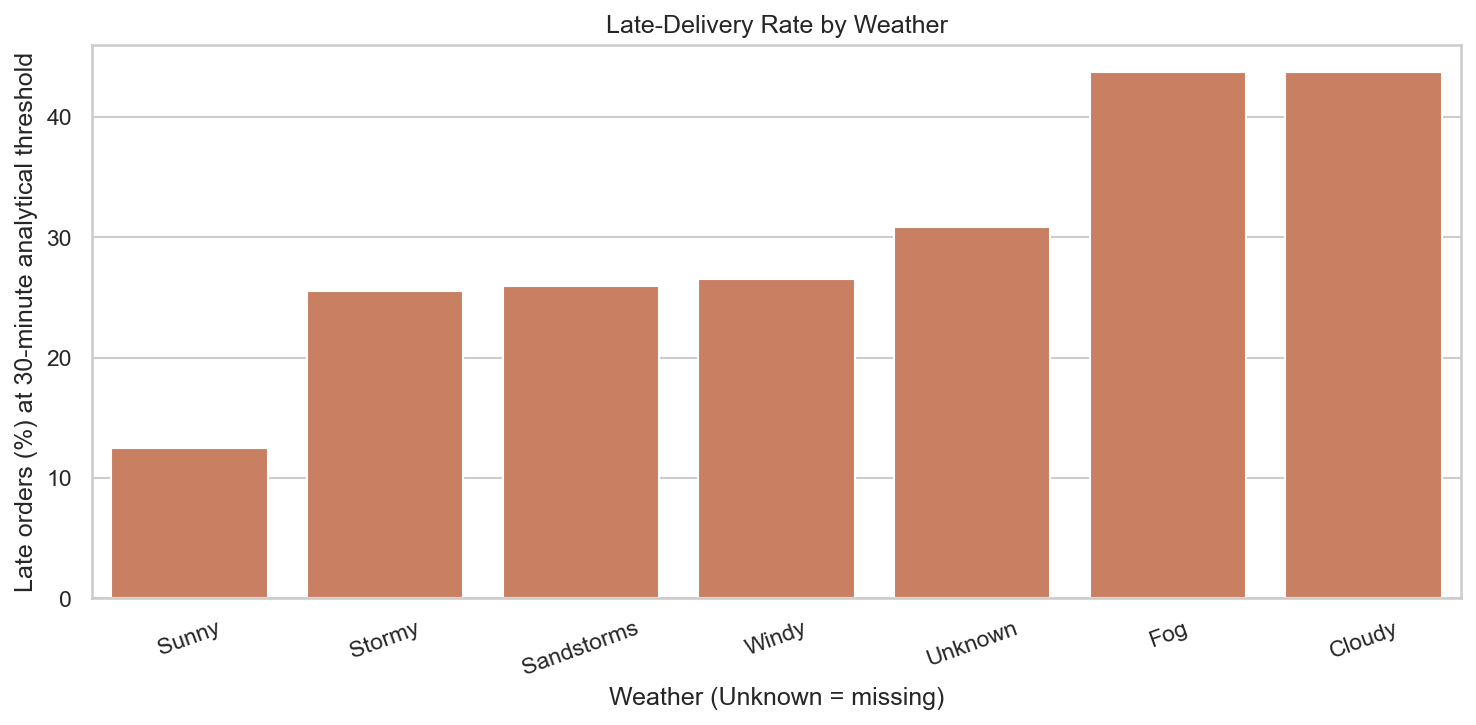 Late-Delivery Rate by Weather
Late orders (%) at 30-minute analytical threshold
40
30
20
10
0
Sunny
Stormy
Sandstorms
Windy
Unknown
Fog
Cloudy
Weather (Unknown = missing)